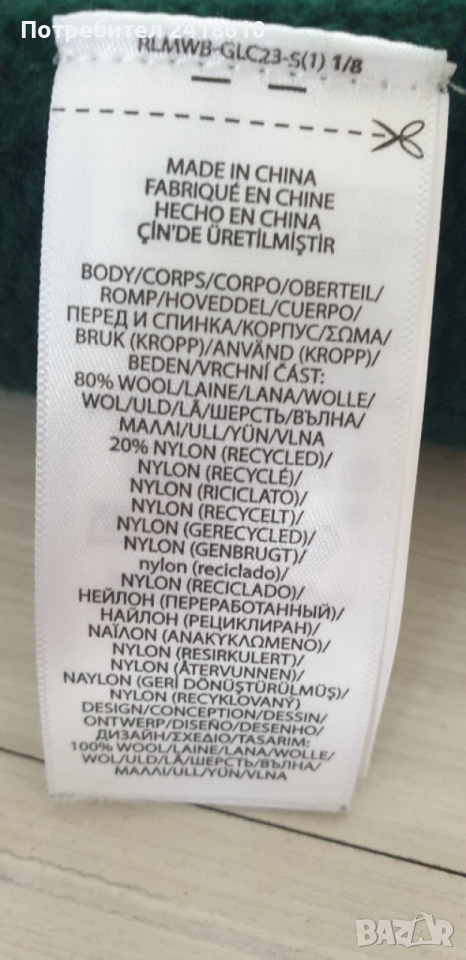 Потребител 2418610
RLMWB-GLC23-S(1) 1/8
MADE IN CHINA
FABRIQUÉ EN CHINE
HECHO EN CHINA
ÇİN'DE ÜRETİLMİŞTİR
BODY/CORPS/CORPO/OBERTEIL/
ROMP/HOVEDDEL/CUERPO/
ПЕРЕД И СПИНКА/КОРПУС/ΣΩΜΑ/
BRUK (KROPP)/ANVÄND (KROPP)/
BEDEN/VRCHNÍ ČÁST:
80% WOOL/LAINE/LANA/WOLLE/
WOL/ULD/LÃ/ШЕРСТЬ/ВЪЛНА/
ΜΑΛΛΙ/ULL/YÜN/VLNA
20% NYLON (RECYCLED)/
NYLON (RECYCLÉ)/
NYLON (RICICLATO)/
NYLON (RECYCELT)/
NYLON (GERECYCLED)/
NYLON (GENBRUGT)/
nylon (reciclado)/
NYLON (RECICLADO)/
НЕЙЛОН (ПЕРЕРАБОТАННЫЙ)/
НАЙЛОН (РЕЦИКЛИРАН)/
ΝΑΪΛΟΝ (ΑΝΑΚΥΚΛΩΜΕΝΟ)/
NYLON (RESIRKULERT)/
NYLON (ÅTERVUNNEN)/
NAYLON (GERİ DÖNÜŞTÜRÜLMÜŞ)/
NYLON (RECYKLOVANÝ)
DESIGN/CONCEPTION/DESSIN/
ONTWERP/DISEÑO/DESENHO/
ДИЗАЙН/ΣΧΕΔΙΟ/TASARIM:
100% WOOL/LAINE/LANA/WOLLE/
WOL/ULD/LÃ/ШЕРСТЬ/ВЪЛНА/
ΜΑΛΛΙ/ULL/YÜN/VLNA
BAZAR